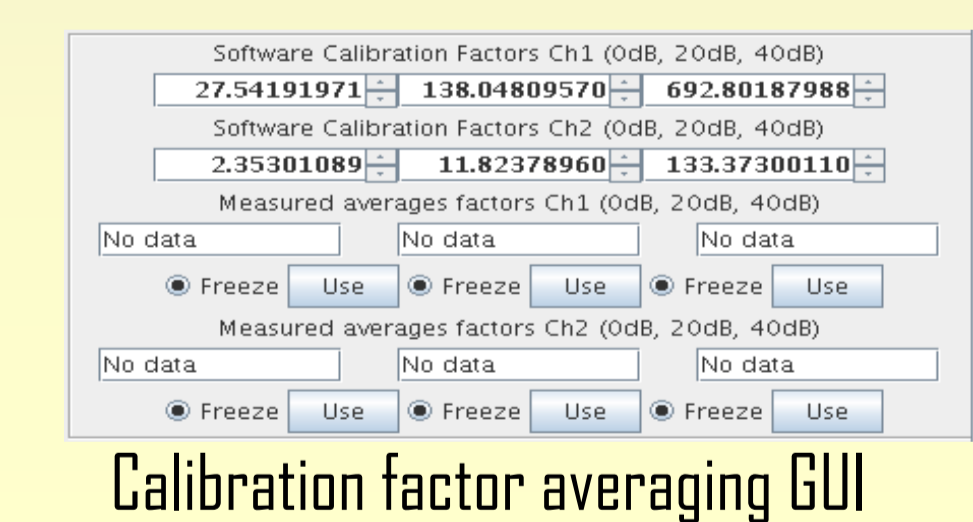 Software Calibration Factors Ch1 (0dB, 20dB, 40dB)
27.54191971 138.04809570 692.80187988
Software Calibration Factors Ch2 (0dB, 20dB, 40dB)
2.35301089 11.82378960 133.37300110
Measured averages factors Ch1 (0dB, 20dB, 40dB)
No data No data No data
Freeze Use Freeze Use Freeze Use
Measured averages factors Ch2 (0dB, 20dB, 40dB)
No data No data No data
Freeze Use Freeze Use Freeze Use
Calibration factor averaging GUI